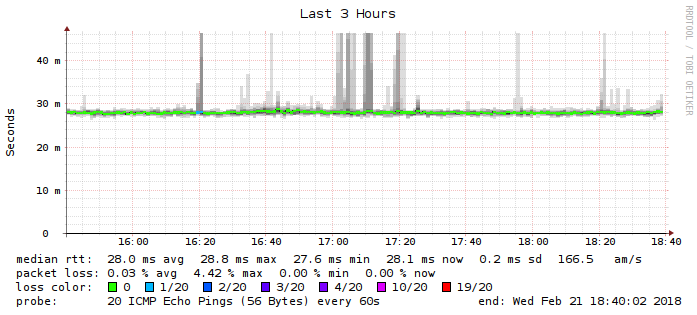 Last 3 Hours
RRDTOOL / TOBI OETIKER
Seconds
40 m
30 m
20 m
10 m
0
16:00 16:20 16:40 17:00 17:20 17:40 18:00 18:20 18:40
median rtt: 28.0 ms avg 28.8 ms max 27.6 ms min 28.1 ms now 0.2 ms sd 166.5 am/s
packet loss: 0.03 % avg 4.42 % max 0.00 % min 0.00 % now
loss color: 0 1/20 2/20 3/20 4/20 10/20 19/20
probe: 20 ICMP Echo Pings (56 Bytes) every 60s end: Wed Feb 21 18:40:02 2018